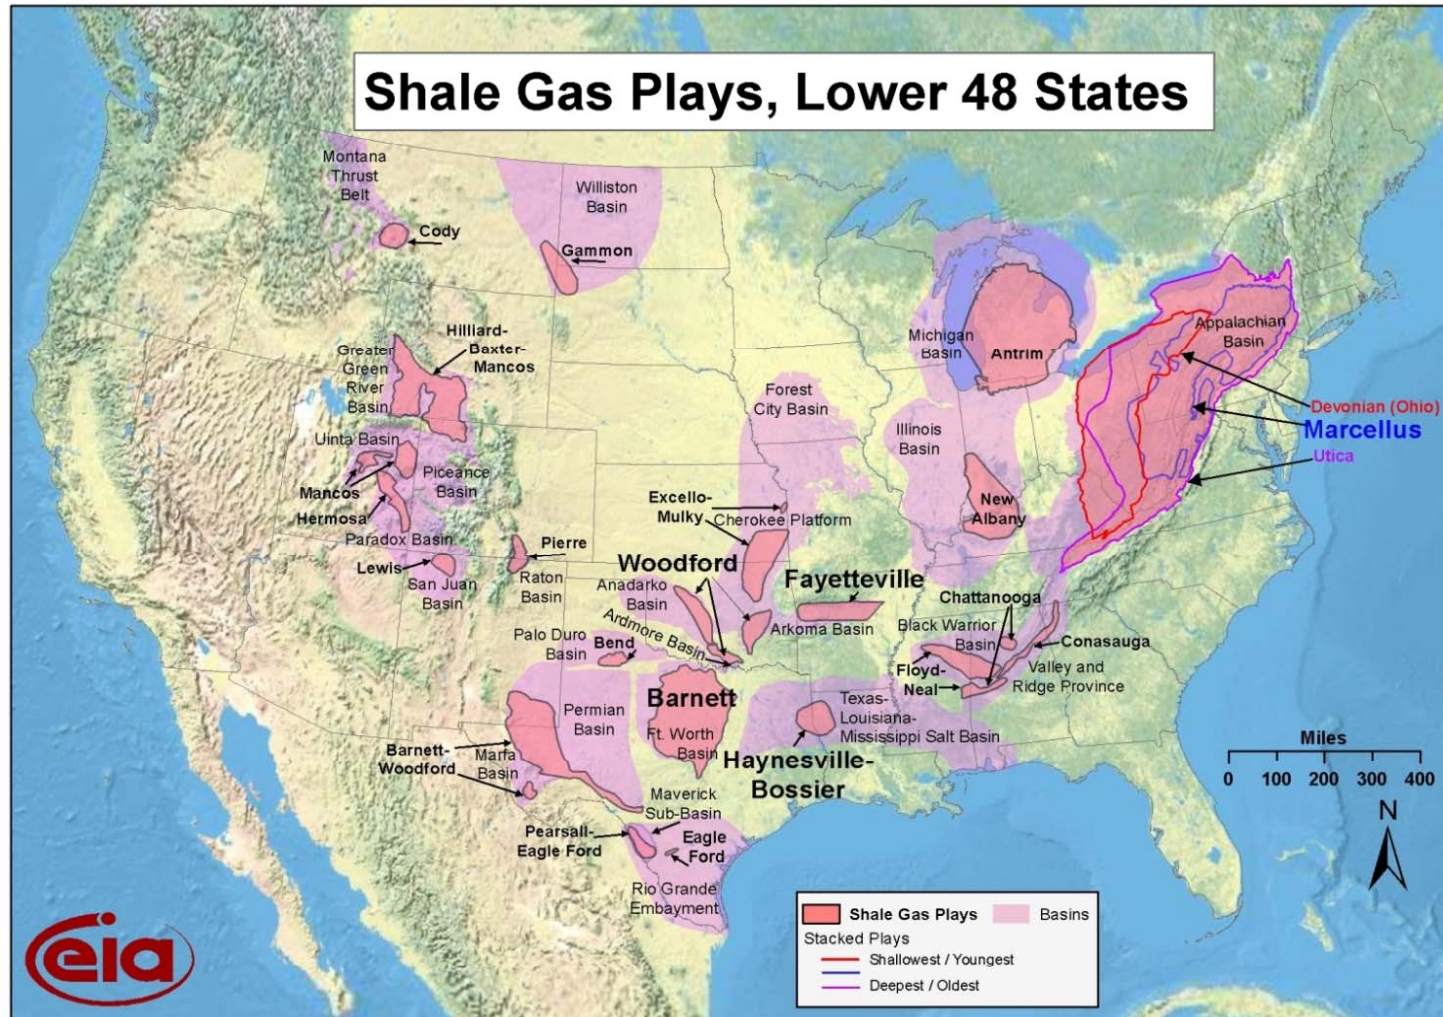 Shale Gas Plays, Lower 48 States
Montana
Thrust
Belt
Cody
Williston
Basin
Gammon
Hilliard-
Baxter-
Mancos
Greater
Green
River
Basin
Uinta Basin
Piceance
Basin
Mancos
Hermosa
Paradox Basin
Lewis
San Juan
Basin
Pierre
Raton
Basin
Michigan
Basin
Antrim
Forest
City Basin
Illinois
Basin
New
Albany
Excello-
Mulky
Cherokee Platform
Appalachian
Basin
Devonian (Ohio)
Marcellus
Utica
Woodford
Anadarko
Basin
Ardmore Basin
Fayetteville
Arkoma Basin
Palo Duro
Basin
Bend
Chattanooga
Black Warrior
Basin
Conasauga
Floyd-
Neal
Valley and
Ridge Province
Barnett
Ft. Worth
Basin
Permian
Basin
Barnett-
Woodford
Marfa
Basin
Texas-
Louisiana-
Mississippi Salt Basin
Haynesville-
Bossier
Maverick
Sub-Basin
Pearsall-
Eagle Ford
Eagle
Ford
Rio Grande
Embayment
Miles
0 100 200 300 400
N
Shale Gas Plays
Basins
Stacked Plays
Shallowest / Youngest
Deepest / Oldest
eia